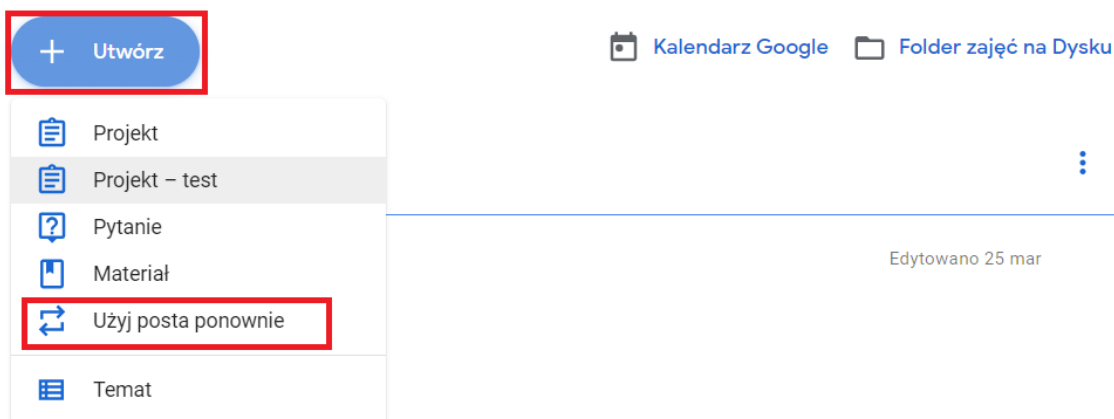 Utwórz
Kalendarz Google
Folder zajęć na Dysku
Projekt
Projekt – test
Pytanie
Materiał
Edytowano 25 mar
Użyj posta ponownie
Temat